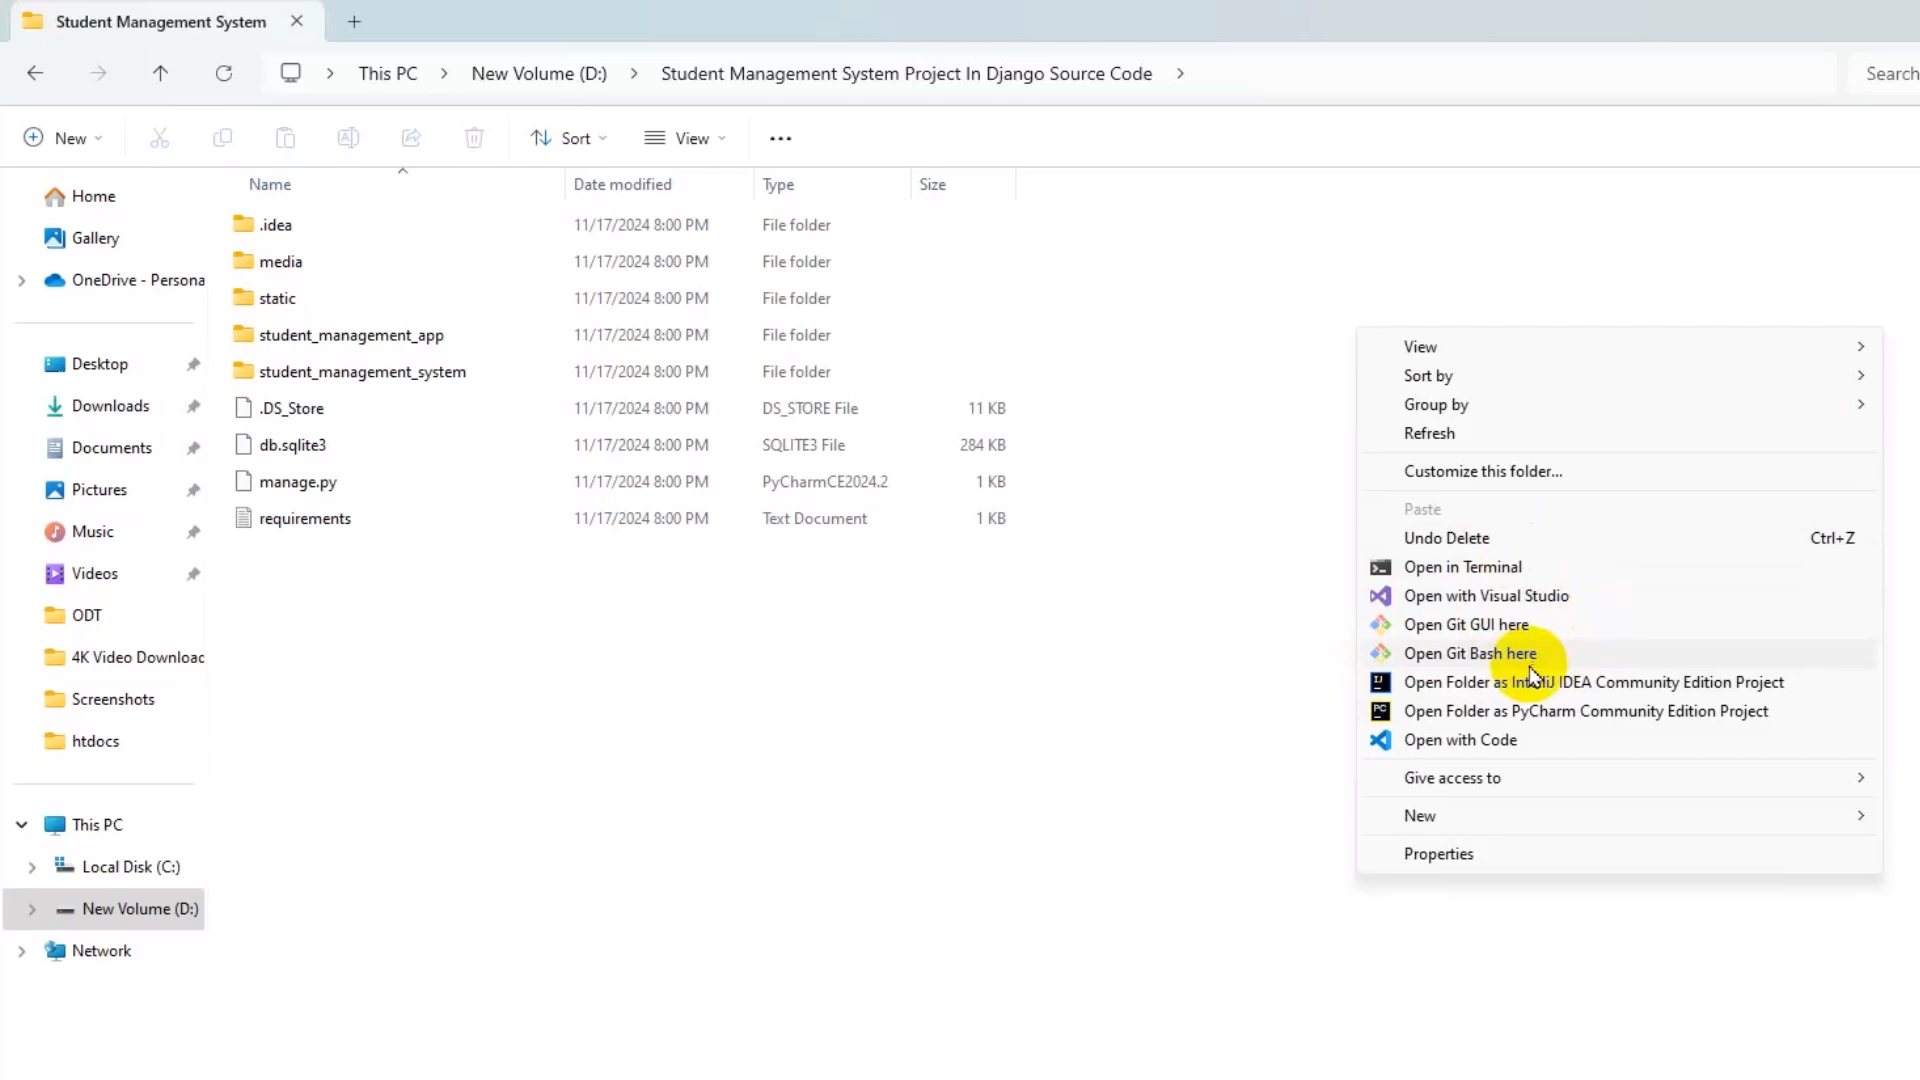 Student Management System
This PC
New Volume (D:)
Student Management System Project In Django Source Code
Search
New
Sort
View
Name
Date modified
Type
Size
Home
Gallery
OneDrive - Persona
Desktop
Downloads
Documents
Pictures
Music
Videos
ODT
4K Video Downloac
Screenshots
htdocs
This PC
Local Disk (C:)
New Volume (D:)
Network
.idea 11/17/2024 8:00 PM File folder
media 11/17/2024 8:00 PM File folder
static 11/17/2024 8:00 PM File folder
student_management_app 11/17/2024 8:00 PM File folder
student_management_system 11/17/2024 8:00 PM File folder
.DS_Store 11/17/2024 8:00 PM DS_STORE File 11 KB
db.sqlite3 11/17/2024 8:00 PM SQLITE3 File 284 KB
manage.py 11/17/2024 8:00 PM PyCharmCE2024.2 1 KB
requirements 11/17/2024 8:00 PM Text Document 1 KB
View
Sort by
Group by
Refresh
Customize this folder...
Paste
Undo Delete Ctrl+Z
Open in Terminal
Open with Visual Studio
Open Git GUI here
Open Git Bash here
Open Folder as IntelliJ IDEA Community Edition Project
Open Folder as PyCharm Community Edition Project
Open with Code
Give access to
New
Properties